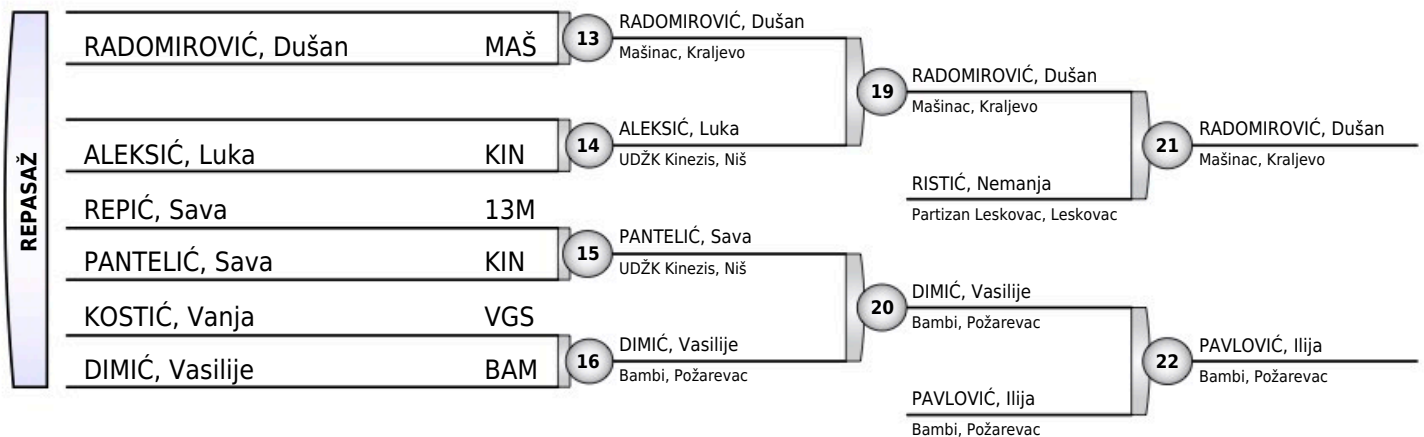 REPASAŽ
RADOMIROVIĆ, Dušan MAŠ
ALEKSIĆ, Luka KIN
REPIĆ, Sava 13M
PANTELIĆ, Sava KIN
KOSTIĆ, Vanja VGS
DIMIĆ, Vasilije BAM
13
RADOMIROVIĆ, Dušan
Mašinac, Kraljevo
14
ALEKSIĆ, Luka
UDŽK Kinezis, Niš
15
PANTELIĆ, Sava
UDŽK Kinezis, Niš
16
DIMIĆ, Vasilije
Bambi, Požarevac
19
RADOMIROVIĆ, Dušan
Mašinac, Kraljevo
RISTIĆ, Nemanja
Partizan Leskovac, Leskovac
20
DIMIĆ, Vasilije
Bambi, Požarevac
PAVLOVIĆ, Ilija
Bambi, Požarevac
21
RADOMIROVIĆ, Dušan
Mašinac, Kraljevo
22
PAVLOVIĆ, Ilija
Bambi, Požarevac